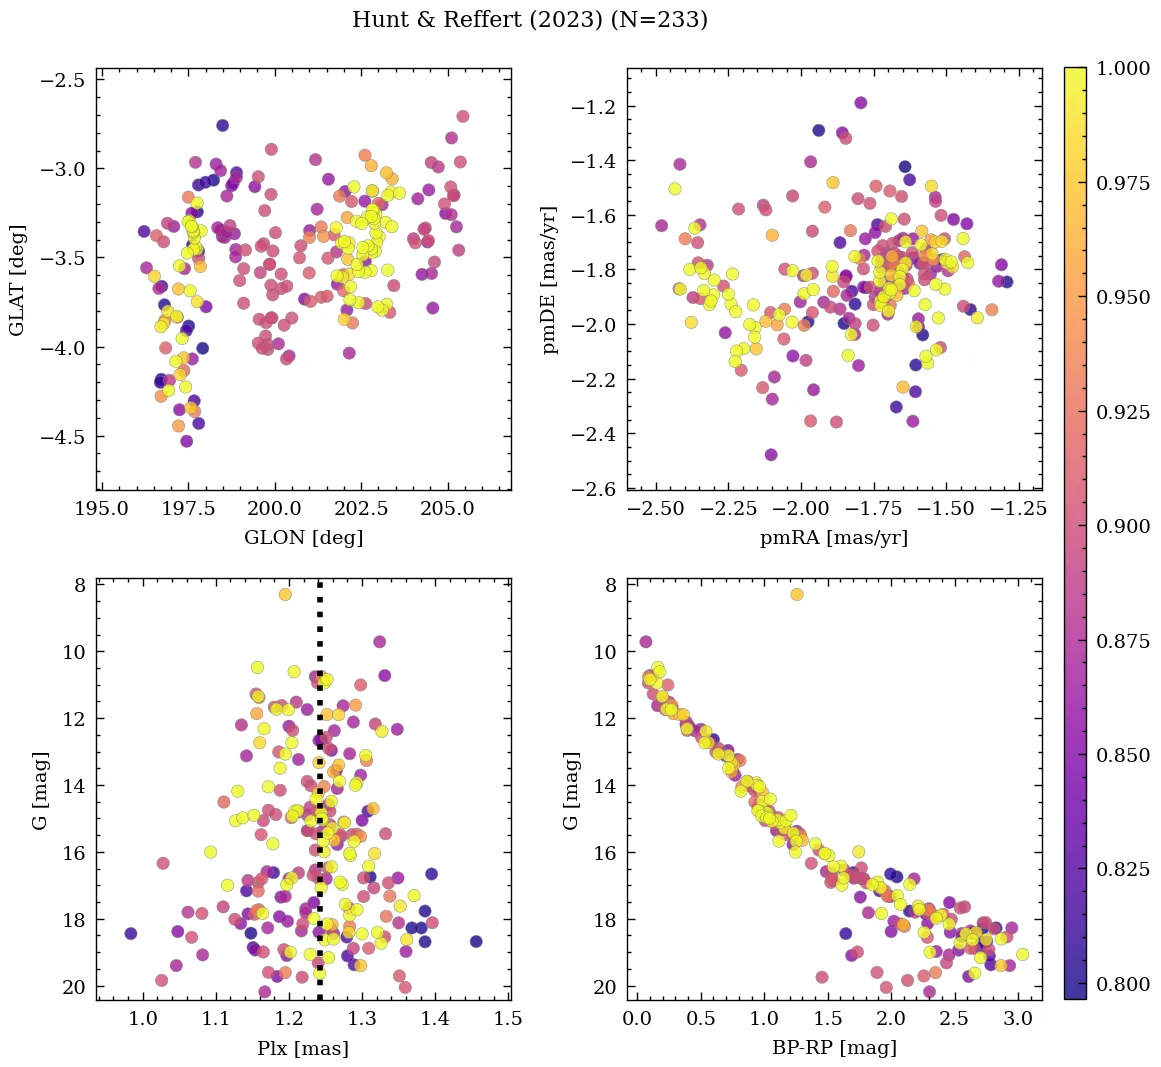 Hunt & Reffert (2023) (N=233)
−2.5
−3.0
−3.5
−4.0
−4.5
GLAT [deg]
195.0 197.5 200.0 202.5 205.0
GLON [deg]
−1.2
−1.4
−1.6
−1.8
−2.0
−2.2
−2.4
−2.6
pmDE [mas/yr]
−2.50 −2.25 −2.00 −1.75 −1.50 −1.25
pmRA [mas/yr]
8
10
12
14
16
18
20
G [mag]
1.0 1.1 1.2 1.3 1.4 1.5
Plx [mas]
8
10
12
14
16
18
20
G [mag]
0.0 0.5 1.0 1.5 2.0 2.5 3.0
BP-RP [mag]
1.000
0.975
0.950
0.925
0.900
0.875
0.850
0.825
0.800